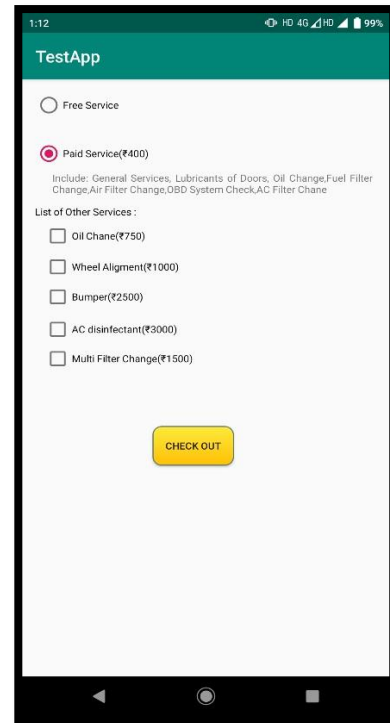 1:12 HD 4G HD 99%
TestApp
Free Service
Paid Service(₹400)
Include: General Services, Lubricants of Doors, Oil Change,Fuel Filter
Change,Air Filter Change,OBD System Check,AC Filter Chane
List of Other Services :
Oil Chane(₹750)
Wheel Aligment(₹1000)
Bumper(₹2500)
AC disinfectant(₹3000)
Multi Filter Change(₹1500)
CHECK OUT